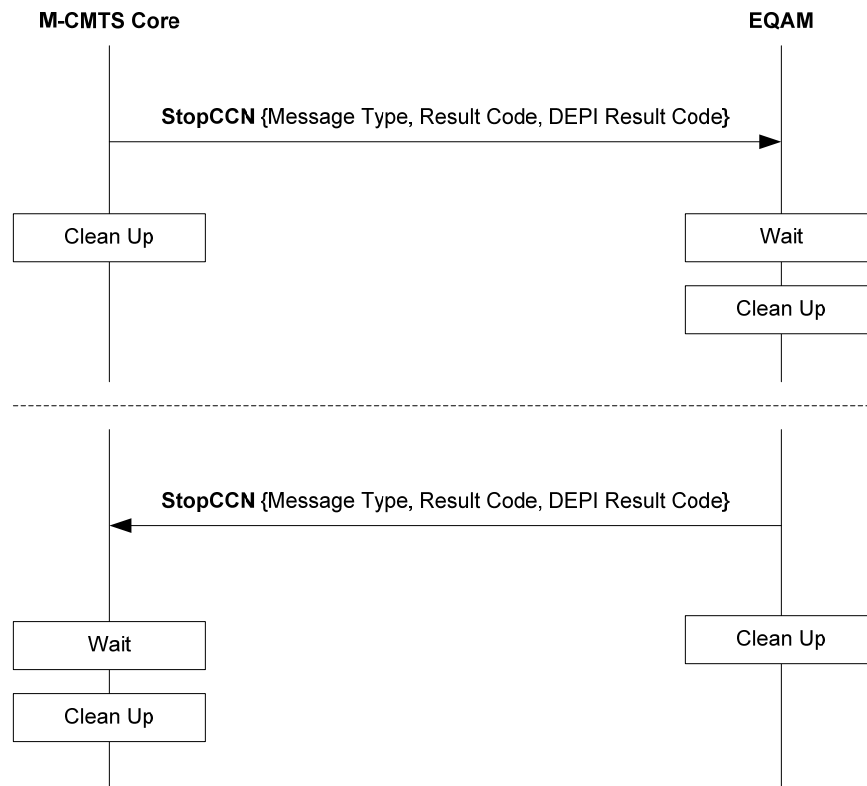 M-CMTS Core
EQAM
StopCCN {Message Type, Result Code, DEPI Result Code}
Clean Up
Wait
Clean Up
StopCCN {Message Type, Result Code, DEPI Result Code}
Wait
Clean Up
Clean Up